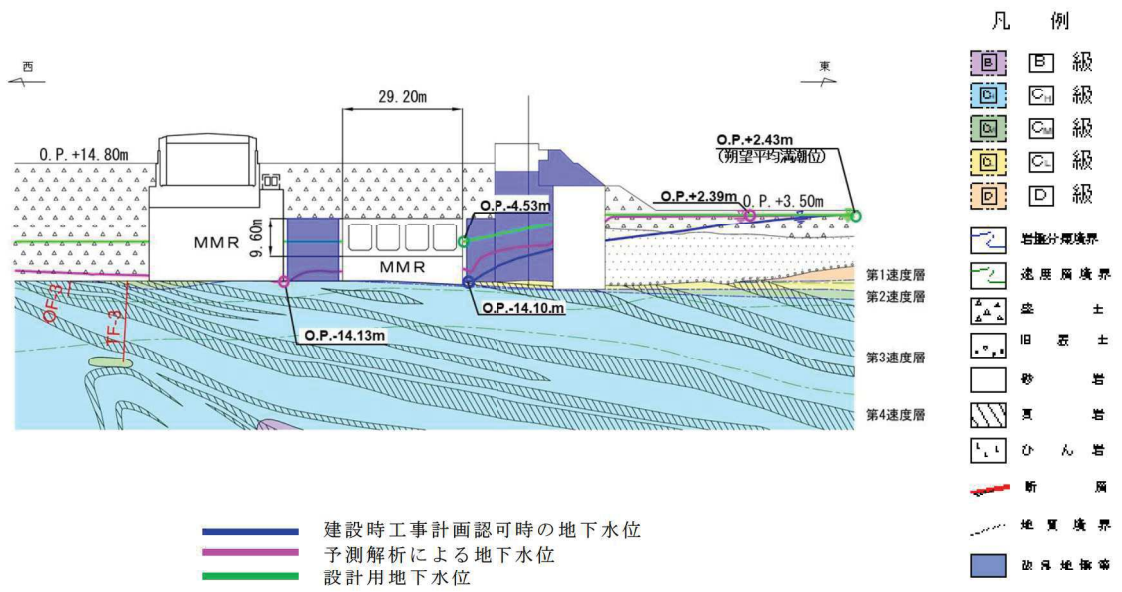 西
東
29.20m
O.P.+14.80m
O.P.+2.43m
(朔望平均満潮位)
O.P.+2.39m
O.P.+3.50m
O.P.-4.53m
9.60m
MMR
MMR
O.P.-14.10.m
O.P.-14.13m
OF-3
TF-3
第1速度層
第2速度層
第3速度層
第4速度層
凡 例
B B 級
CH CH 級
CM CM 級
CL 級
D D 級
岩盤分類境界
速度層境界
盛土
旧表土
砂岩
頁岩
ひん岩
断層
地質境界
改良地盤等
建設時工事計画認可時の地下水位
予測解析による地下水位
設計用地下水位